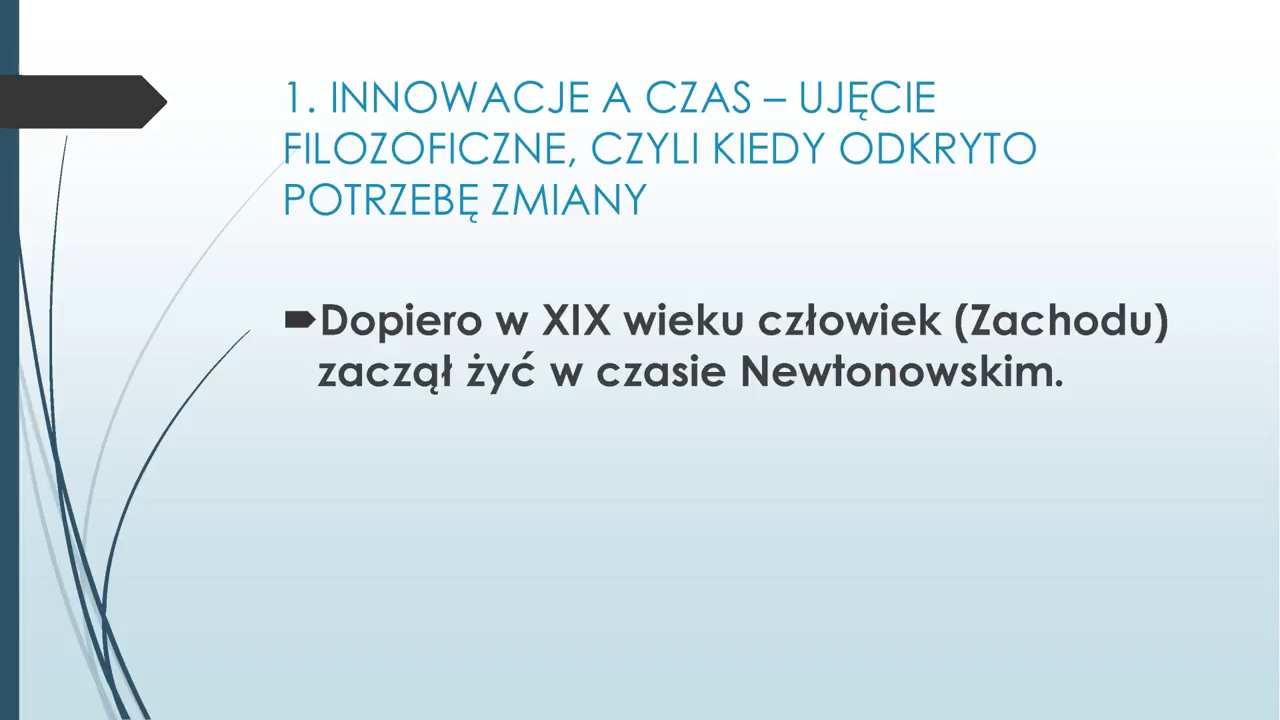 1. INNOWACJE A CZAS – UJĘCIE
FILOZOFICZNE, CZYLI KIEDY ODKRYTO
POTRZEBĘ ZMIANY
Dopiero w XIX wieku człowiek (Zachodu)
zaczął żyć w czasie Newtonowskim.